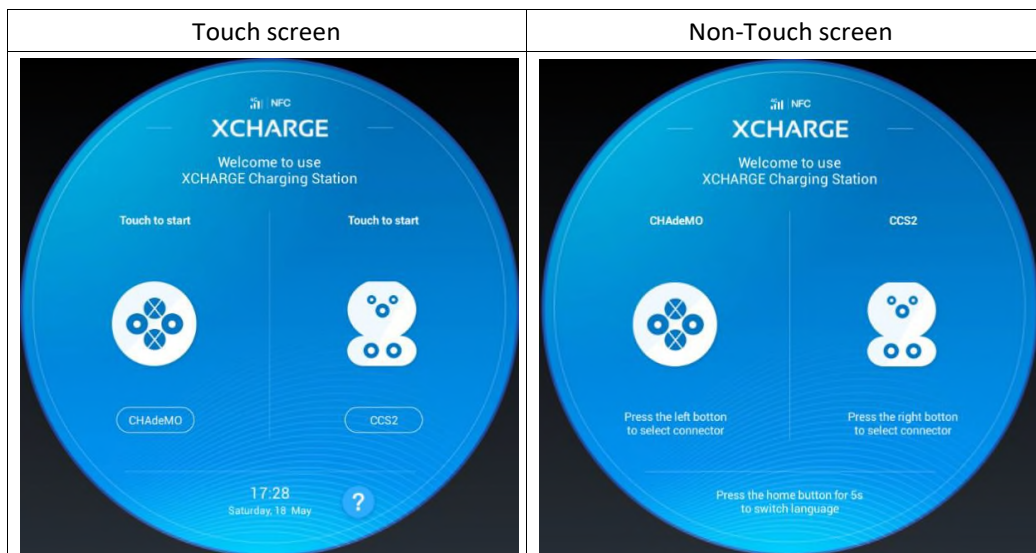 Touch screen
Non-Touch screen
NFC
XCHARGE
Welcome to use
XCHARGE Charging Station
Touch to start
Touch to start
CHAdeMO
CCS2
17:28
Saturday, 18 May
?
NFC
XCHARGE
Welcome to use
XCHARGE Charging Station
CHAdeMO
CCS2
Press the left botton
to select connector
Press the right botton
to select connector
Press the home button for 5s
to switch language